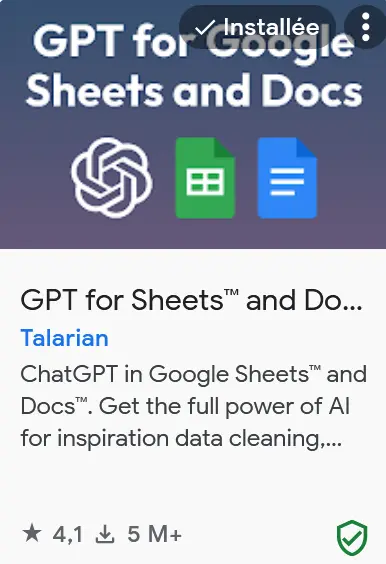 Installée
GPT for Google
Sheets and Docs
GPT for Sheets™ and Do...
Talarian
ChatGPT in Google Sheets™ and
Docs™. Get the full power of AI
for inspiration data cleaning,...
4,1 5 M+